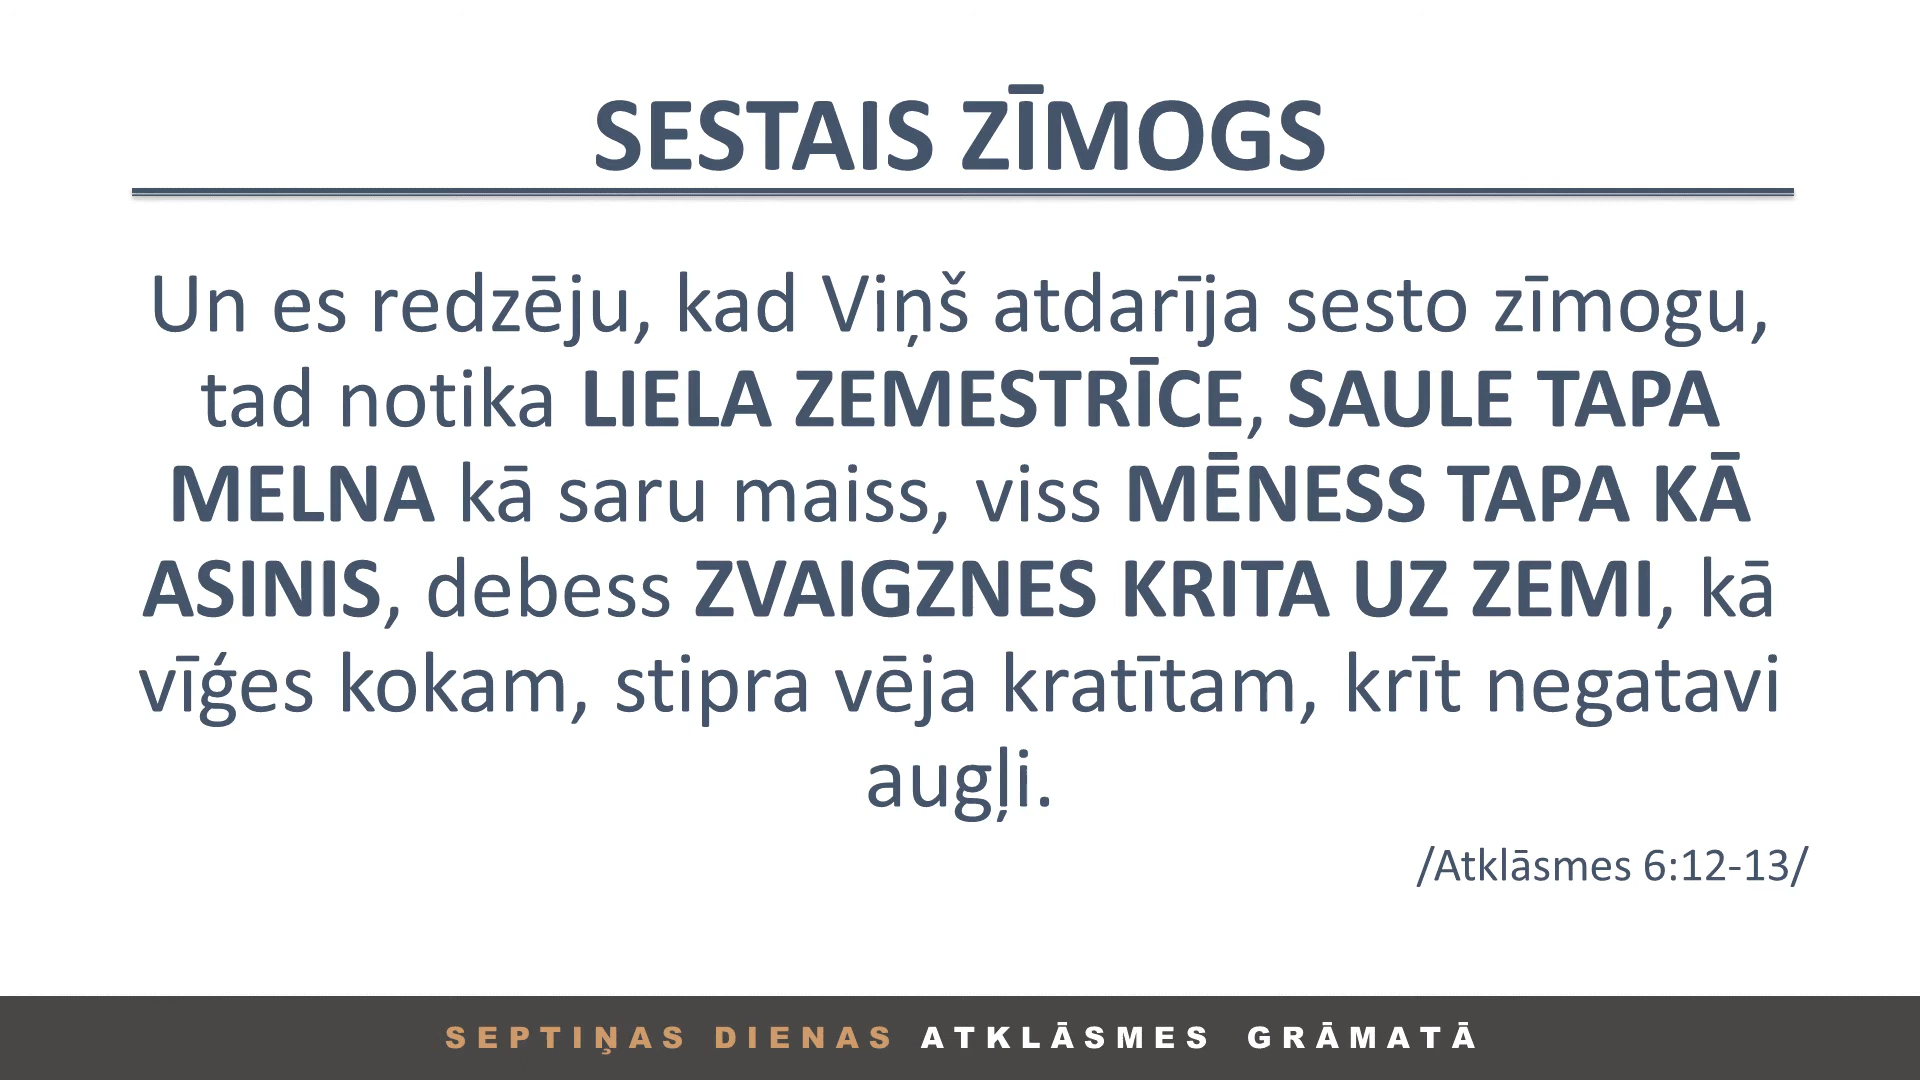 SESTAIS ZĪMOGS
Un es redzēju, kad Viņš atdarīja sesto zīmogu,
tad notika LIELA ZEMESTRĪCE, SAULE TAPA
MELNA kā saru maiss, viss MĒNESS TAPA KĀ
ASINIS, debess ZVAIGZNES KRITA UZ ZEMI, kā
vīģes kokam, stipra vēja kratītam, krīt negatavi
augļi.
/Atklāsmes 6:12-13/
SEPTIŅAS DIENAS ATKLĀSMES GRĀMATĀ